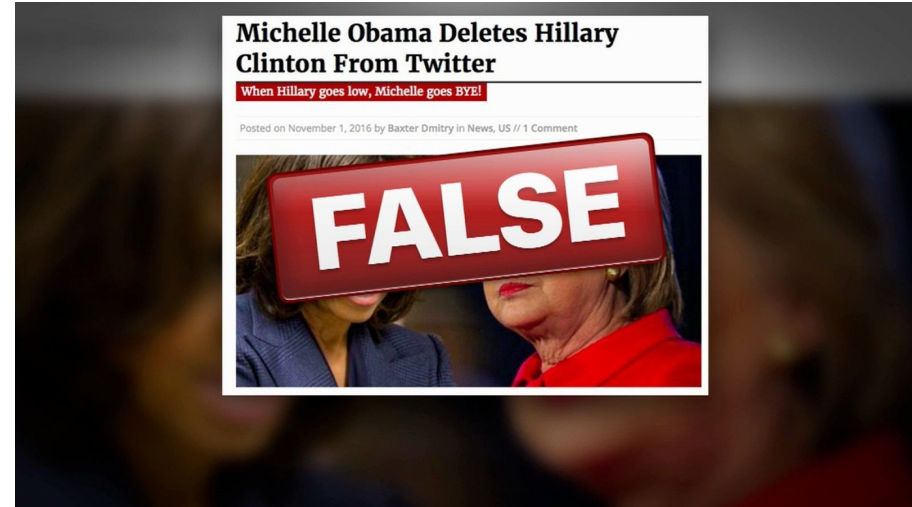 Michelle Obama Deletes Hillary
Clinton From Twitter
When Hillary goes low, Michelle goes BYE!
Posted on November 1, 2016 by Baxter Dmitry in News, US // 1 Comment
FALSE